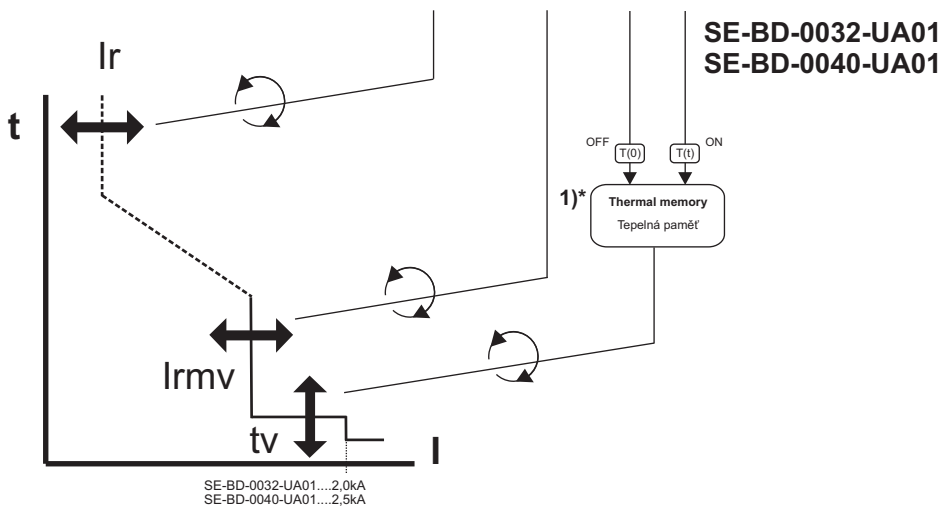 SE-BD-0032-UA01
SE-BD-0040-UA01
Ir
t
OFF
T(0)
T(t)
ON
1)*
Thermal memory
Tepelná paměť
Irmv
tv
I
SE-BD-0032-UA01....2,0kA
SE-BD-0040-UA01....2,5kA